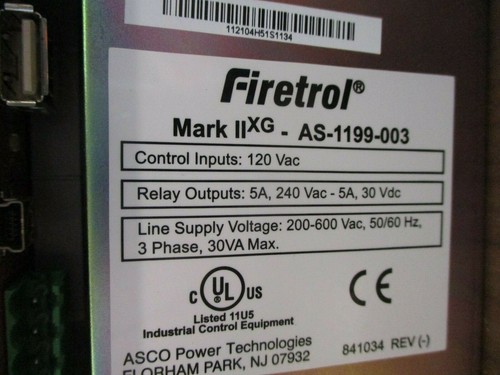 112104H51S1134
Firetrol®
Mark IIXG - AS-1199-003
Control Inputs: 120 Vac
Relay Outputs: 5A, 240 Vac - 5A, 30 Vdc
Line Supply Voltage: 200-600 Vac, 50/60 Hz,
3 Phase, 30VA Max.
C UL US
CE
Listed 11U5
Industrial Control Equipment
ASCO Power Technologies
841034 REV (-)
FLORHAM PARK, NJ 07932